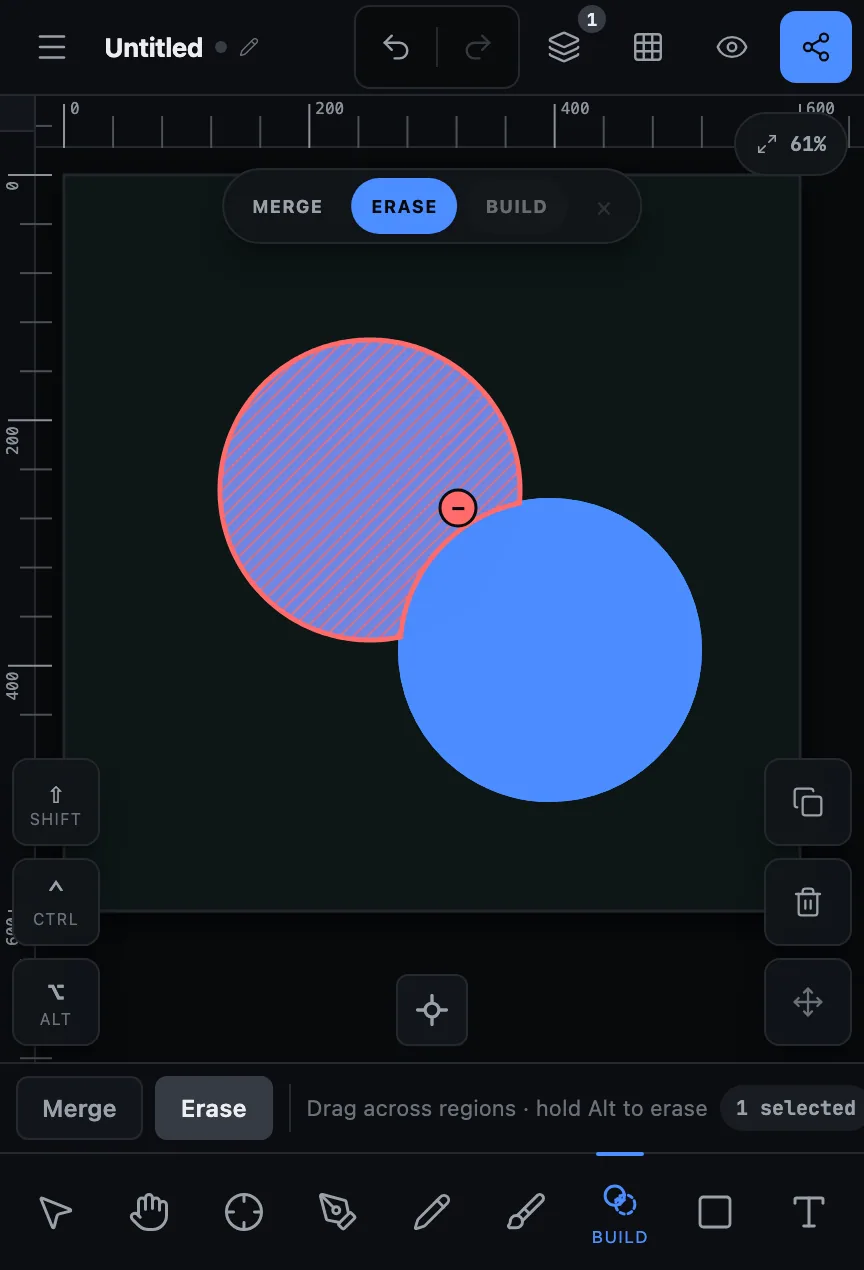 Untitled
1
0 200 400 600
61%
MERGE ERASE BUILD
0
200
400
600
SHIFT
CTRL
ALT
Merge Erase Drag across regions · hold Alt to erase 1 selected
BUILD